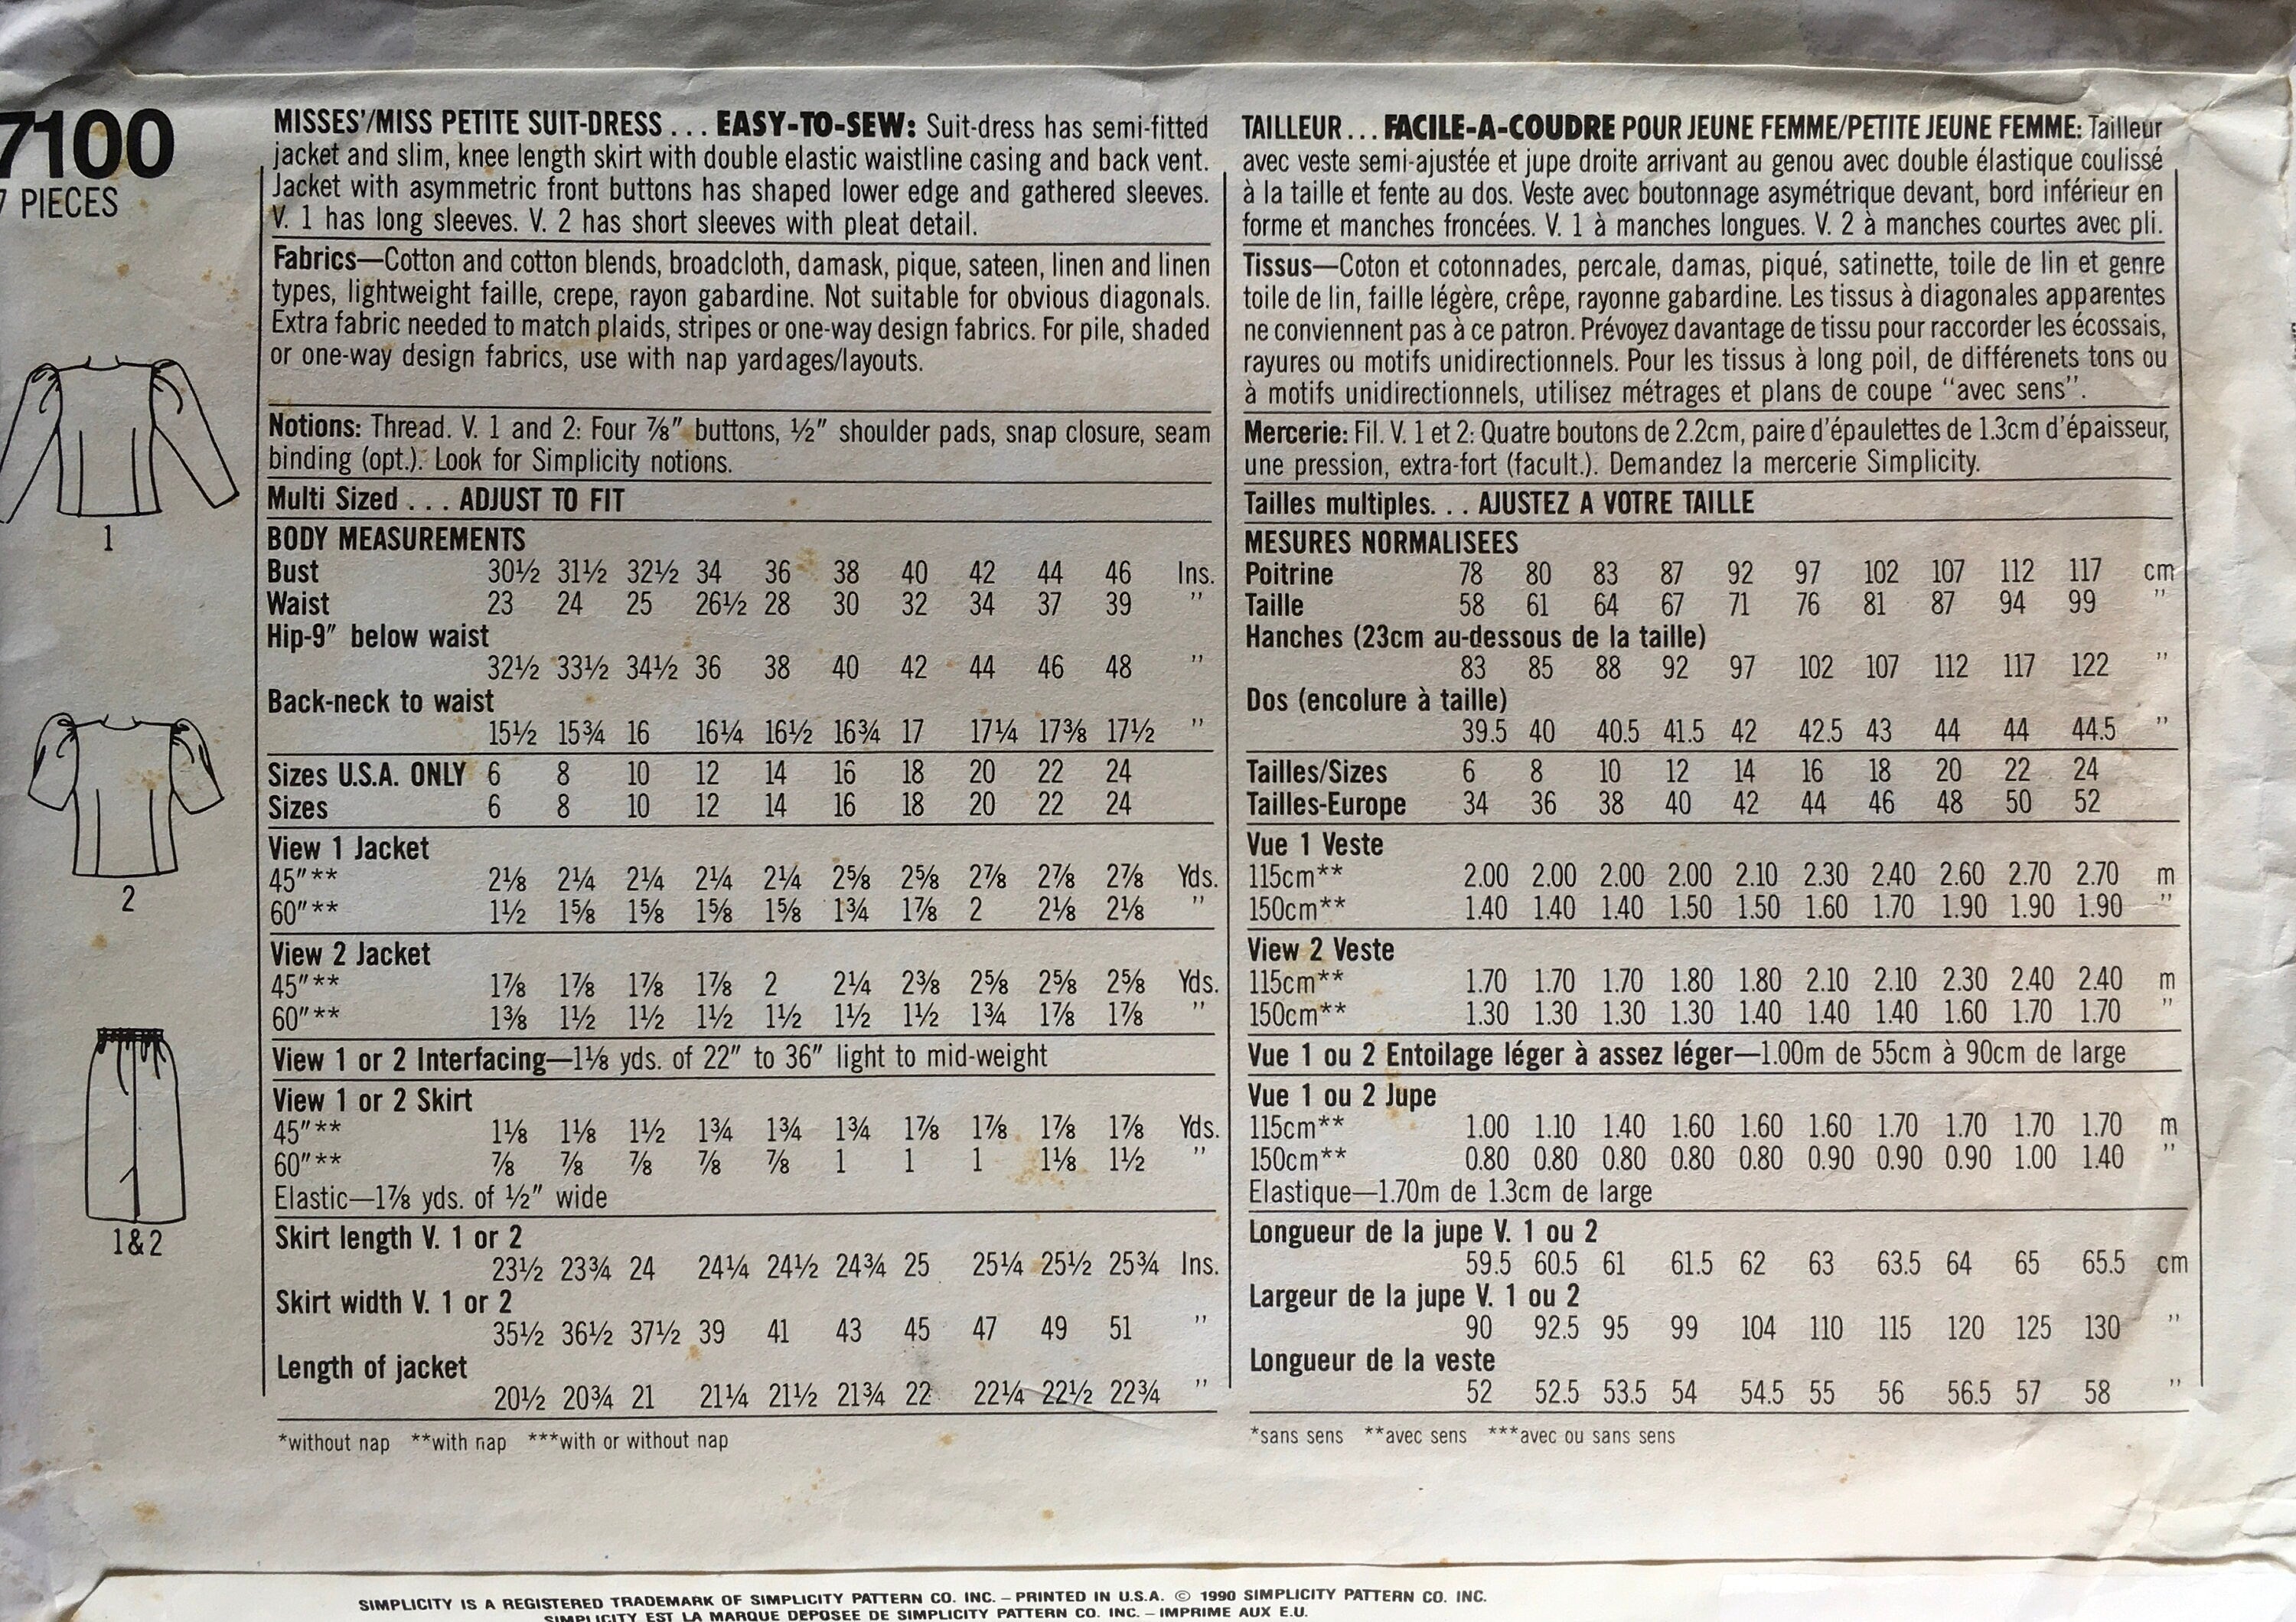 7100
7 PIECES
1
2
1&2
MISSES'/MISS PETITE SUIT-DRESS . . . EASY-TO-SEW: Suit-dress has semi-fitted
jacket and slim, knee length skirt with double elastic waistline casing and back vent.
Jacket with asymmetric front buttons has shaped lower edge and gathered sleeves.
V. 1 has long sleeves. V. 2 has short sleeves with pleat detail.
Fabrics—Cotton and cotton blends, broadcloth, damask, pique, sateen, linen and linen
types, lightweight faille, crepe, rayon gabardine. Not suitable for obvious diagonals.
Extra fabric needed to match plaids, stripes or one-way design fabrics. For pile, shaded
or one-way design fabrics, use with nap yardages/layouts.
Notions: Thread. V. 1 and 2: Four ⅞" buttons, ½" shoulder pads, snap closure, seam
binding (opt.). Look for Simplicity notions.
Multi Sized . . . ADJUST TO FIT
BODY MEASUREMENTS
Bust 30½ 31½ 32½ 34 36 38 40 42 44 46 Ins.
Waist 23 24 25 26½ 28 30 32 34 37 39 "
Hip-9" below waist
32½ 33½ 34½ 36 38 40 42 44 46 48 "
Back-neck to waist
15½ 15¾ 16 16¼ 16½ 16¾ 17 17¼ 17⅜ 17½ "
Sizes U.S.A. ONLY 6 8 10 12 14 16 18 20 22 24
Sizes 6 8 10 12 14 16 18 20 22 24
View 1 Jacket
45"** 2⅛ 2¼ 2¼ 2¼ 2¼ 2⅝ 2⅝ 2⅞ 2⅞ 2⅞ Yds.
60"** 1½ 1⅝ 1⅝ 1⅝ 1⅝ 1¾ 1⅞ 2 2⅛ 2⅛ "
View 2 Jacket
45"** 1⅞ 1⅞ 1⅞ 1⅞ 2 2¼ 2⅜ 2⅝ 2⅝ 2⅝ Yds.
60"** 1⅜ 1½ 1½ 1½ 1½ 1½ 1½ 1¾ 1⅞ 1⅞ "
View 1 or 2 Interfacing—1⅛ yds. of 22" to 36" light to mid-weight
View 1 or 2 Skirt
45"** 1⅛ 1⅛ 1½ 1¾ 1¾ 1¾ 1⅞ 1⅞ 1⅞ 1⅞ Yds.
60"** ⅞ ⅞ ⅞ ⅞ ⅞ 1 1 1 1⅛ 1½ "
Elastic—1⅞ yds. of ½" wide
Skirt length V. 1 or 2
23½ 23¾ 24 24¼ 24½ 24¾ 25 25¼ 25½ 25¾ Ins.
Skirt width V. 1 or 2
35½ 36½ 37½ 39 41 43 45 47 49 51 "
Length of jacket
20½ 20¾ 21 21¼ 21½ 21¾ 22 22¼ 22½ 22¾ "
*without nap **with nap ***with or without nap
TAILLEUR . . . FACILE-A-COUDRE POUR JEUNE FEMME/PETITE JEUNE FEMME: Tailleur
avec veste semi-ajustée et jupe droite arrivant au genou avec double élastique coulissé
à la taille et fente au dos. Veste avec boutonnage asymétrique devant, bord inférieur en
forme et manches froncées. V. 1 à manches longues. V. 2 à manches courtes avec pli.
Tissus—Coton et cotonnades, percale, damas, piqué, satinette, toile de lin et genre
toile de lin, faille légère, crêpe, rayonne gabardine. Les tissus à diagonales apparentes
ne conviennent pas à ce patron. Prévoyez davantage de tissu pour raccorder les écossais,
rayures ou motifs unidirectionnels. Pour les tissus à long poil, de différenets tons ou
à motifs unidirectionnels, utilisez métrages et plans de coupe "avec sens".
Mercerie: Fil. V. 1 et 2: Quatre boutons de 2.2cm, paire d'épaulettes de 1.3cm d'épaisseur,
une pression, extra-fort (facult.). Demandez la mercerie Simplicity.
Tailles multiples. . . AJUSTEZ A VOTRE TAILLE
MESURES NORMALISEES
Poitrine 78 80 83 87 92 97 102 107 112 117 cm
Taille 58 61 64 67 71 76 81 87 94 99 "
Hanches (23cm au-dessous de la taille)
83 85 88 92 97 102 107 112 117 122 "
Dos (encolure à taille)
39.5 40 40.5 41.5 42 42.5 43 44 44 44.5 "
Tailles/Sizes 6 8 10 12 14 16 18 20 22 24
Tailles-Europe 34 36 38 40 42 44 46 48 50 52
Vue 1 Veste
115cm** 2.00 2.00 2.00 2.00 2.10 2.30 2.40 2.60 2.70 2.70 m
150cm** 1.40 1.40 1.40 1.50 1.50 1.60 1.70 1.90 1.90 1.90 "
View 2 Veste
115cm** 1.70 1.70 1.70 1.80 1.80 2.10 2.10 2.30 2.40 2.40 m
150cm** 1.30 1.30 1.30 1.30 1.40 1.40 1.40 1.60 1.70 1.70 "
Vue 1 ou 2 Entoilage léger à assez léger—1.00m de 55cm à 90cm de large
Vue 1 ou 2 Jupe
115cm** 1.00 1.10 1.40 1.60 1.60 1.60 1.70 1.70 1.70 1.70 m
150cm** 0.80 0.80 0.80 0.80 0.80 0.90 0.90 0.90 1.00 1.40 "
Elastique—1.70m de 1.3cm de large
Longueur de la jupe V. 1 ou 2
59.5 60.5 61 61.5 62 63 63.5 64 65 65.5 cm
Largeur de la jupe V. 1 ou 2
90 92.5 95 99 104 110 115 120 125 130 "
Longueur de la veste
52 52.5 53.5 54 54.5 55 56 56.5 57 58 "
*sans sens **avec sens ***avec ou sans sens
SIMPLICITY IS A REGISTERED TRADEMARK OF SIMPLICITY PATTERN CO. INC. – PRINTED IN U.S.A. © 1990 SIMPLICITY PATTERN CO. INC.
SIMPLICITY EST LA MARQUE DEPOSEE DE SIMPLICITY PATTERN CO. INC. – IMPRIME AUX E.U.